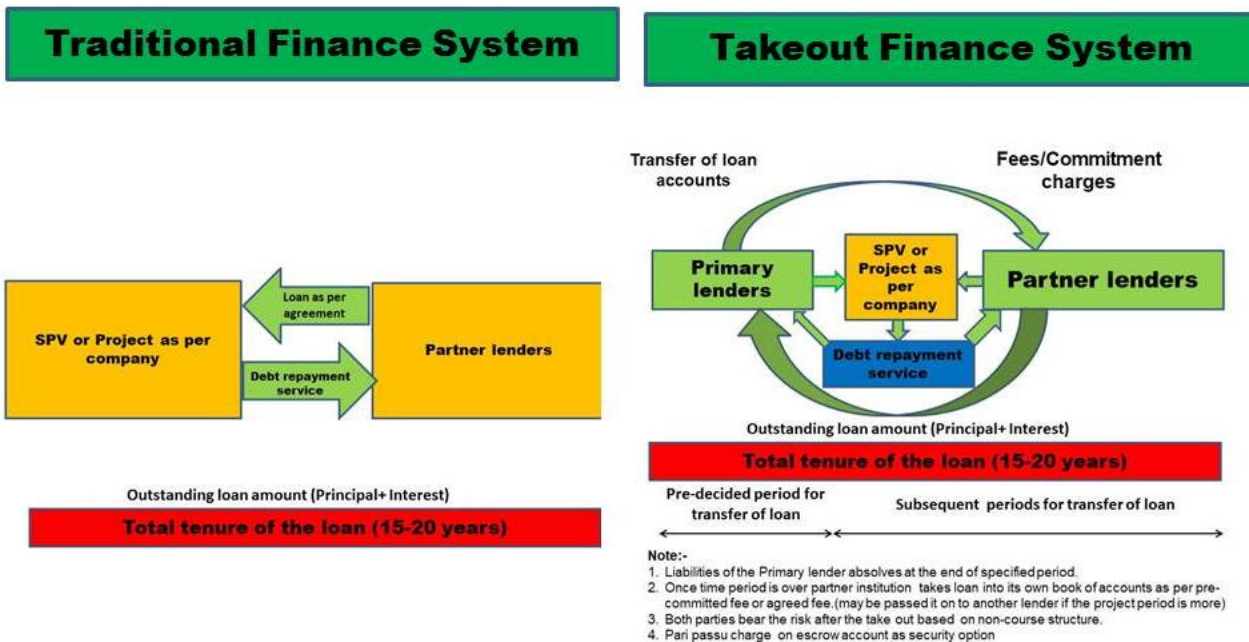 Traditional Finance System
Loan as per
agreement
SPV or Project as per
company
Partner lenders
Debt repayment
service
Outstanding loan amount (Principal+ Interest)
Total tenure of the loan (15-20 years)
Takeout Finance System
Transfer of loan
accounts
Fees/Commitment
charges
Primary
lenders
SPV or
Project as
per
company
Partner lenders
Debt repayment
service
Outstanding loan amount (Principal+ Interest)
Total tenure of the loan (15-20 years)
Pre-decided period for
transfer of loan
Subsequent periods for transfer of loan
Note:-
1. Liabilities of the Primary lender absolves at the end of specified period.
2. Once time period is over partner institution takes loan into its own book of accounts as per pre-
committed fee or agreed fee.(may be passed it on to another lender if the project period is more)
3. Both parties bear the risk after the take out based on non-course structure.
4. Pari passu charge on escrow account as security option